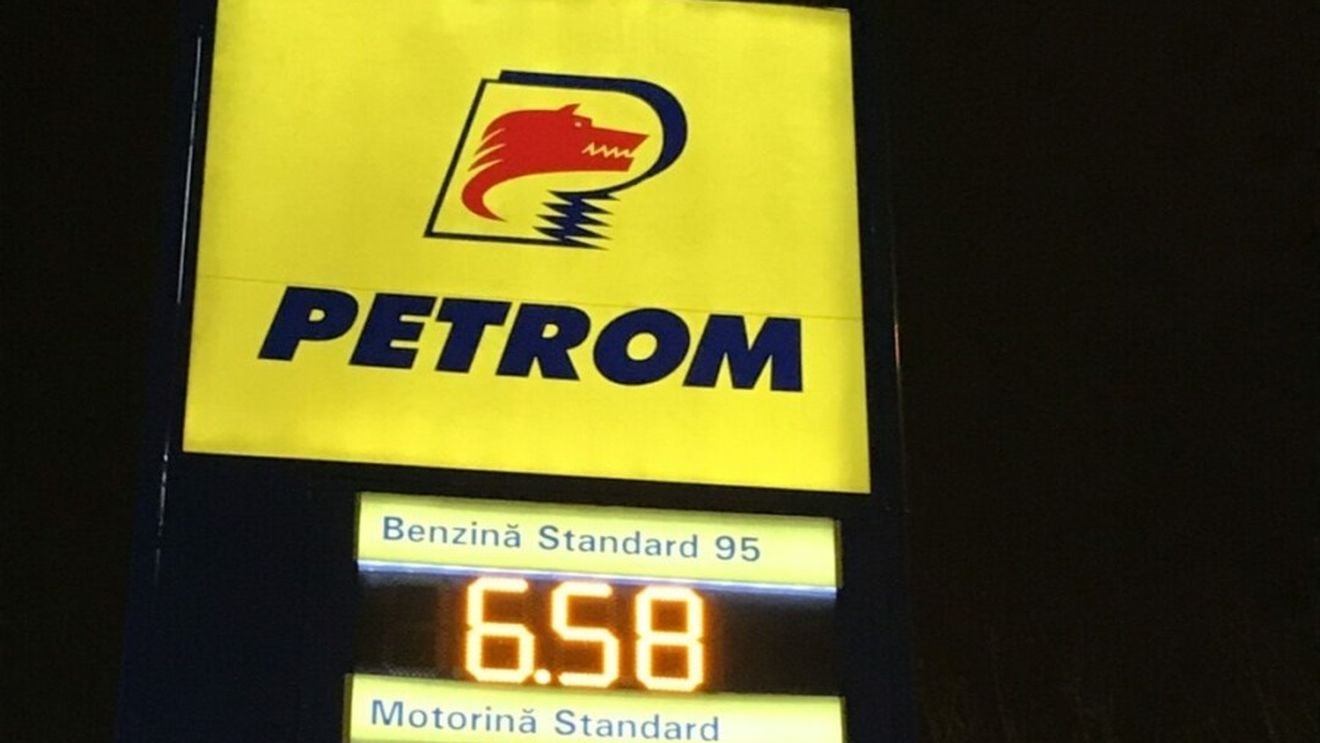 PETROM
Benzină Standard 95
6.58
Motorină Standard